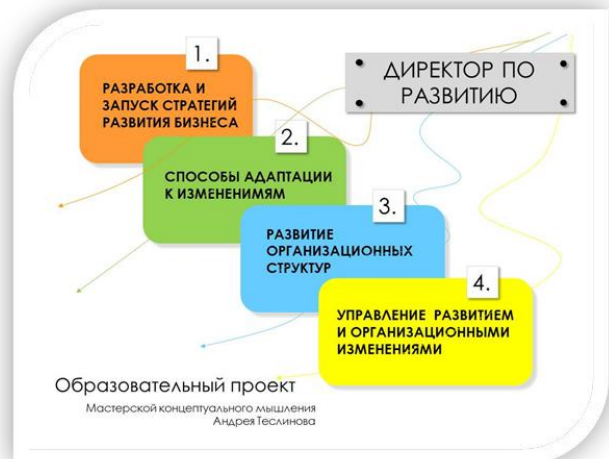 ДИРЕКТОР ПО
РАЗВИТИЮ
1.
РАЗРАБОТКА И
ЗАПУСК СТРАТЕГИЙ
РАЗВИТИЯ БИЗНЕСА
2.
СПОСОБЫ АДАПТАЦИИ
К ИЗМЕНЕНИМЯМ
3.
РАЗВИТИЕ
ОРГАНИЗАЦИОННЫХ
СТРУКТУР
4.
УПРАВЛЕНИЕ РАЗВИТИЕМ
И ОРГАНИЗАЦИОННЫМИ
ИЗМЕНЕНИЯМИ
Образовательный проект
Мастерской концептуального мышления
Андрея Теслинова